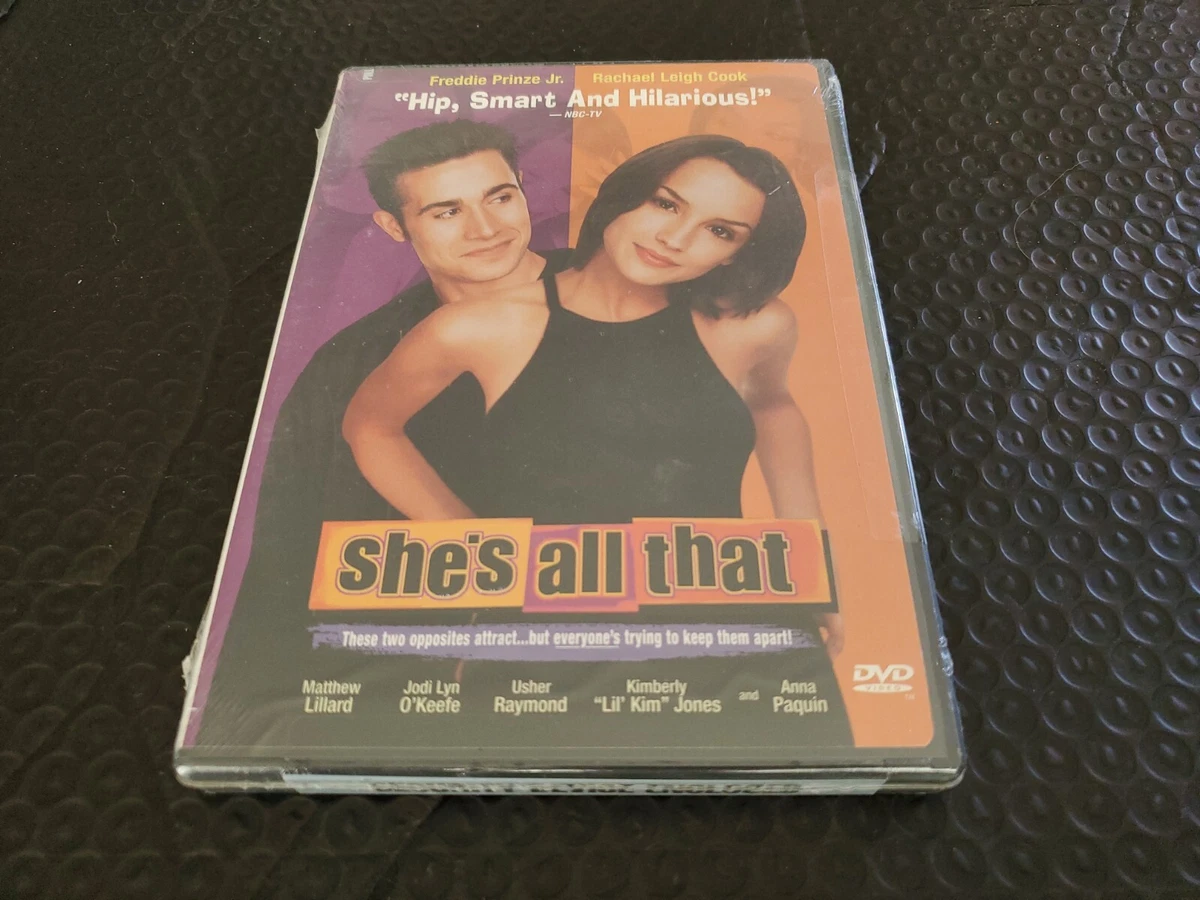 Freddie Prinze Jr. Rachael Leigh Cook
“Hip, Smart And Hilarious!”
— NBC-TV
she's all that
These two opposites attract...but everyone's trying to keep them apart!
Matthew Lillard
Jodi Lyn O'Keefe
Usher Raymond
Kimberly "Lil' Kim" Jones
and
Anna Paquin
DVD
VIDEO